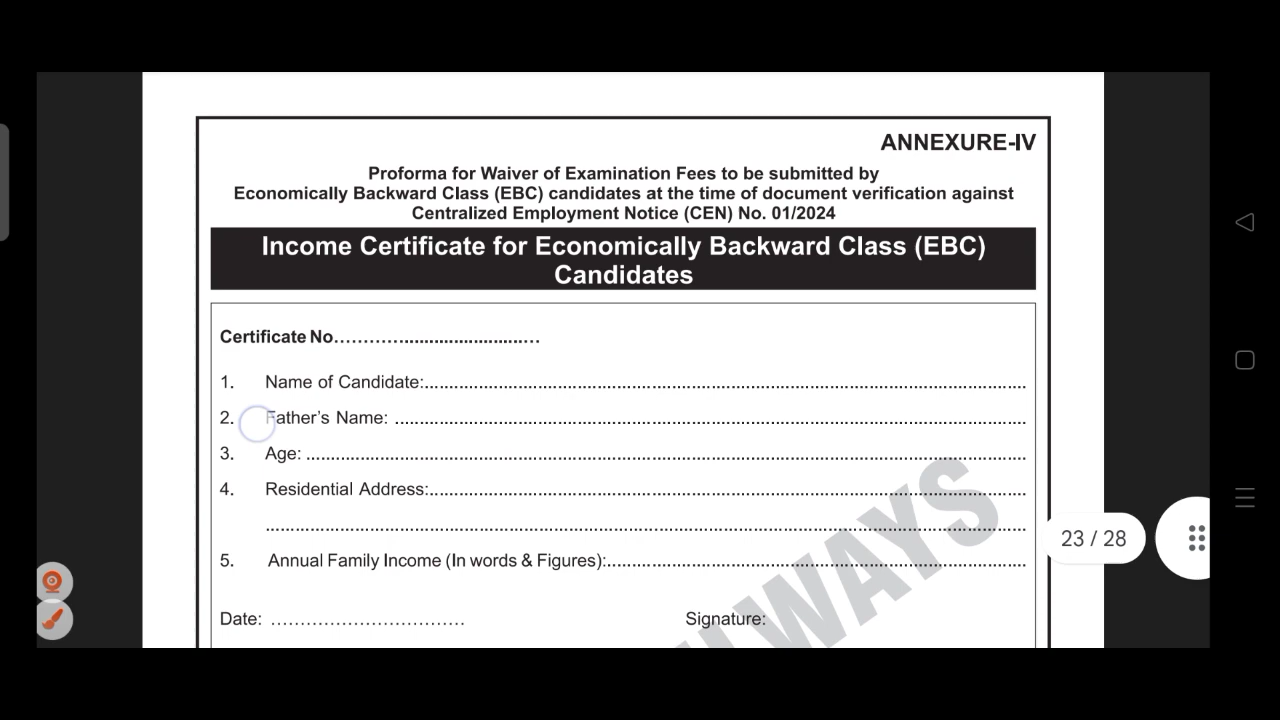 ANNEXURE-IV
Proforma for Waiver of Examination Fees to be submitted by
Economically Backward Class (EBC) candidates at the time of document verification against
Centralized Employment Notice (CEN) No. 01/2024
Income Certificate for Economically Backward Class (EBC)
Candidates
Certificate No...................................
1. Name of Candidate:........................................................................................................
2. Father's Name: ..............................................................................................................
3. Age: ..............................................................................................................................
4. Residential Address:.......................................................................................................
....................................................................................................................................
5. Annual Family Income (In words & Figures):........................................................................
Date: .................................
Signature:
WAYS
23 / 28